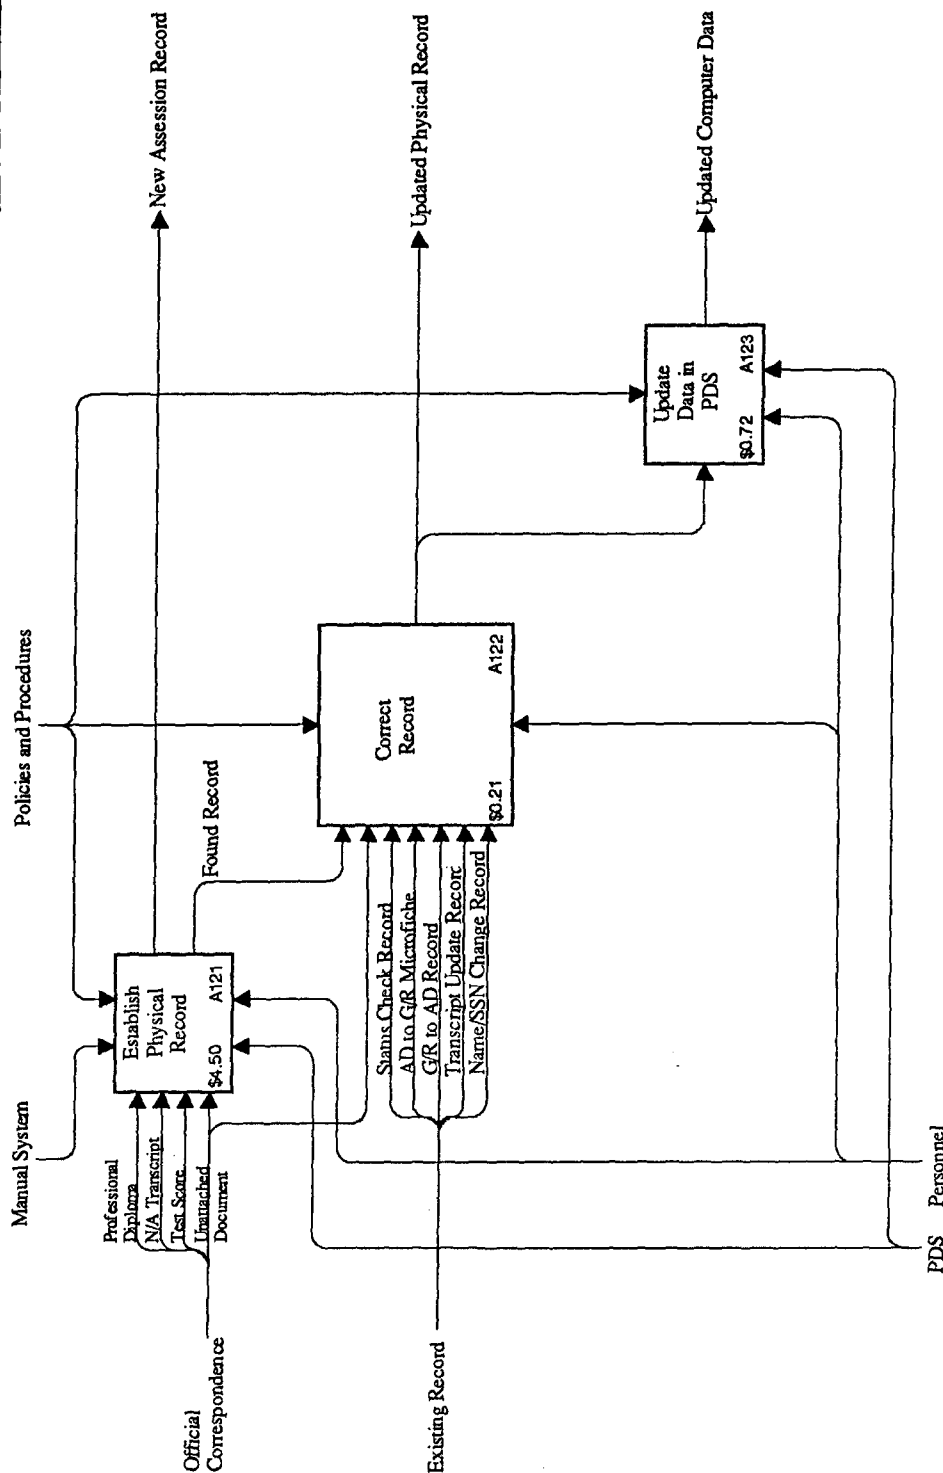 Policies and Procedures
Manual System
Professional
Diploma
N/A Transcript
Test Score
Unattached
Document
Official
Correspondence
Establish
Physical
Record
$4.50
A121
New Assession Record
Found Record
Existing Record
Status Check Record
AD to G/R Microfiche
G/R to AD Record
Transcript Update Record
Name/SSN Change Record
Correct
Record
$0.21
A122
Updated Physical Record
Update
Data in
PDS
$0.72
A123
Updated Computer Data
PDS
Personnel